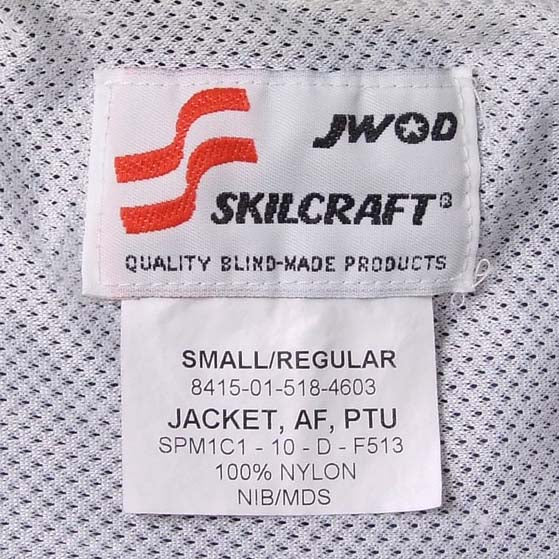 JWOD
SKILCRAFT®
QUALITY BLIND-MADE PRODUCTS
SMALL/REGULAR
8415-01-518-4603
JACKET, AF, PTU
SPM1C1 - 10 - D - F513
100% NYLON
NIB/MDS